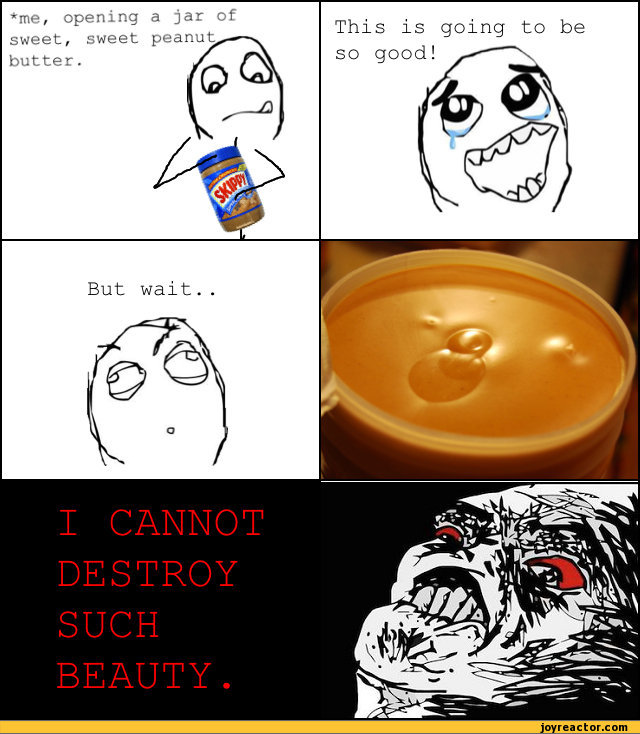 *me, opening a jar of
sweet, sweet peanut
butter.
SKIPPY
This is going to be
so good!
But wait..
I CANNOT
DESTROY
SUCH
BEAUTY.
joyreactor.com